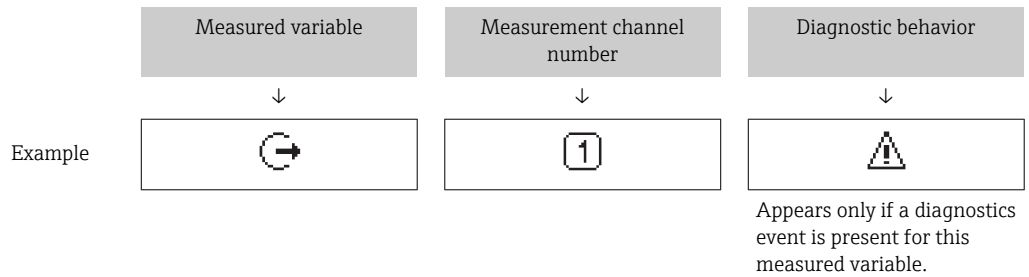 Measured variable
Measurement channel
number
Diagnostic behavior
↓ ↓ ↓
Example
1
Appears only if a diagnostics
event is present for this
measured variable.